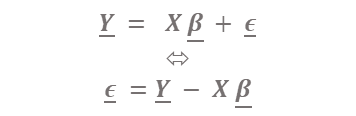 Y = Xβ + ϵ
⇔
ϵ = Y − Xβ